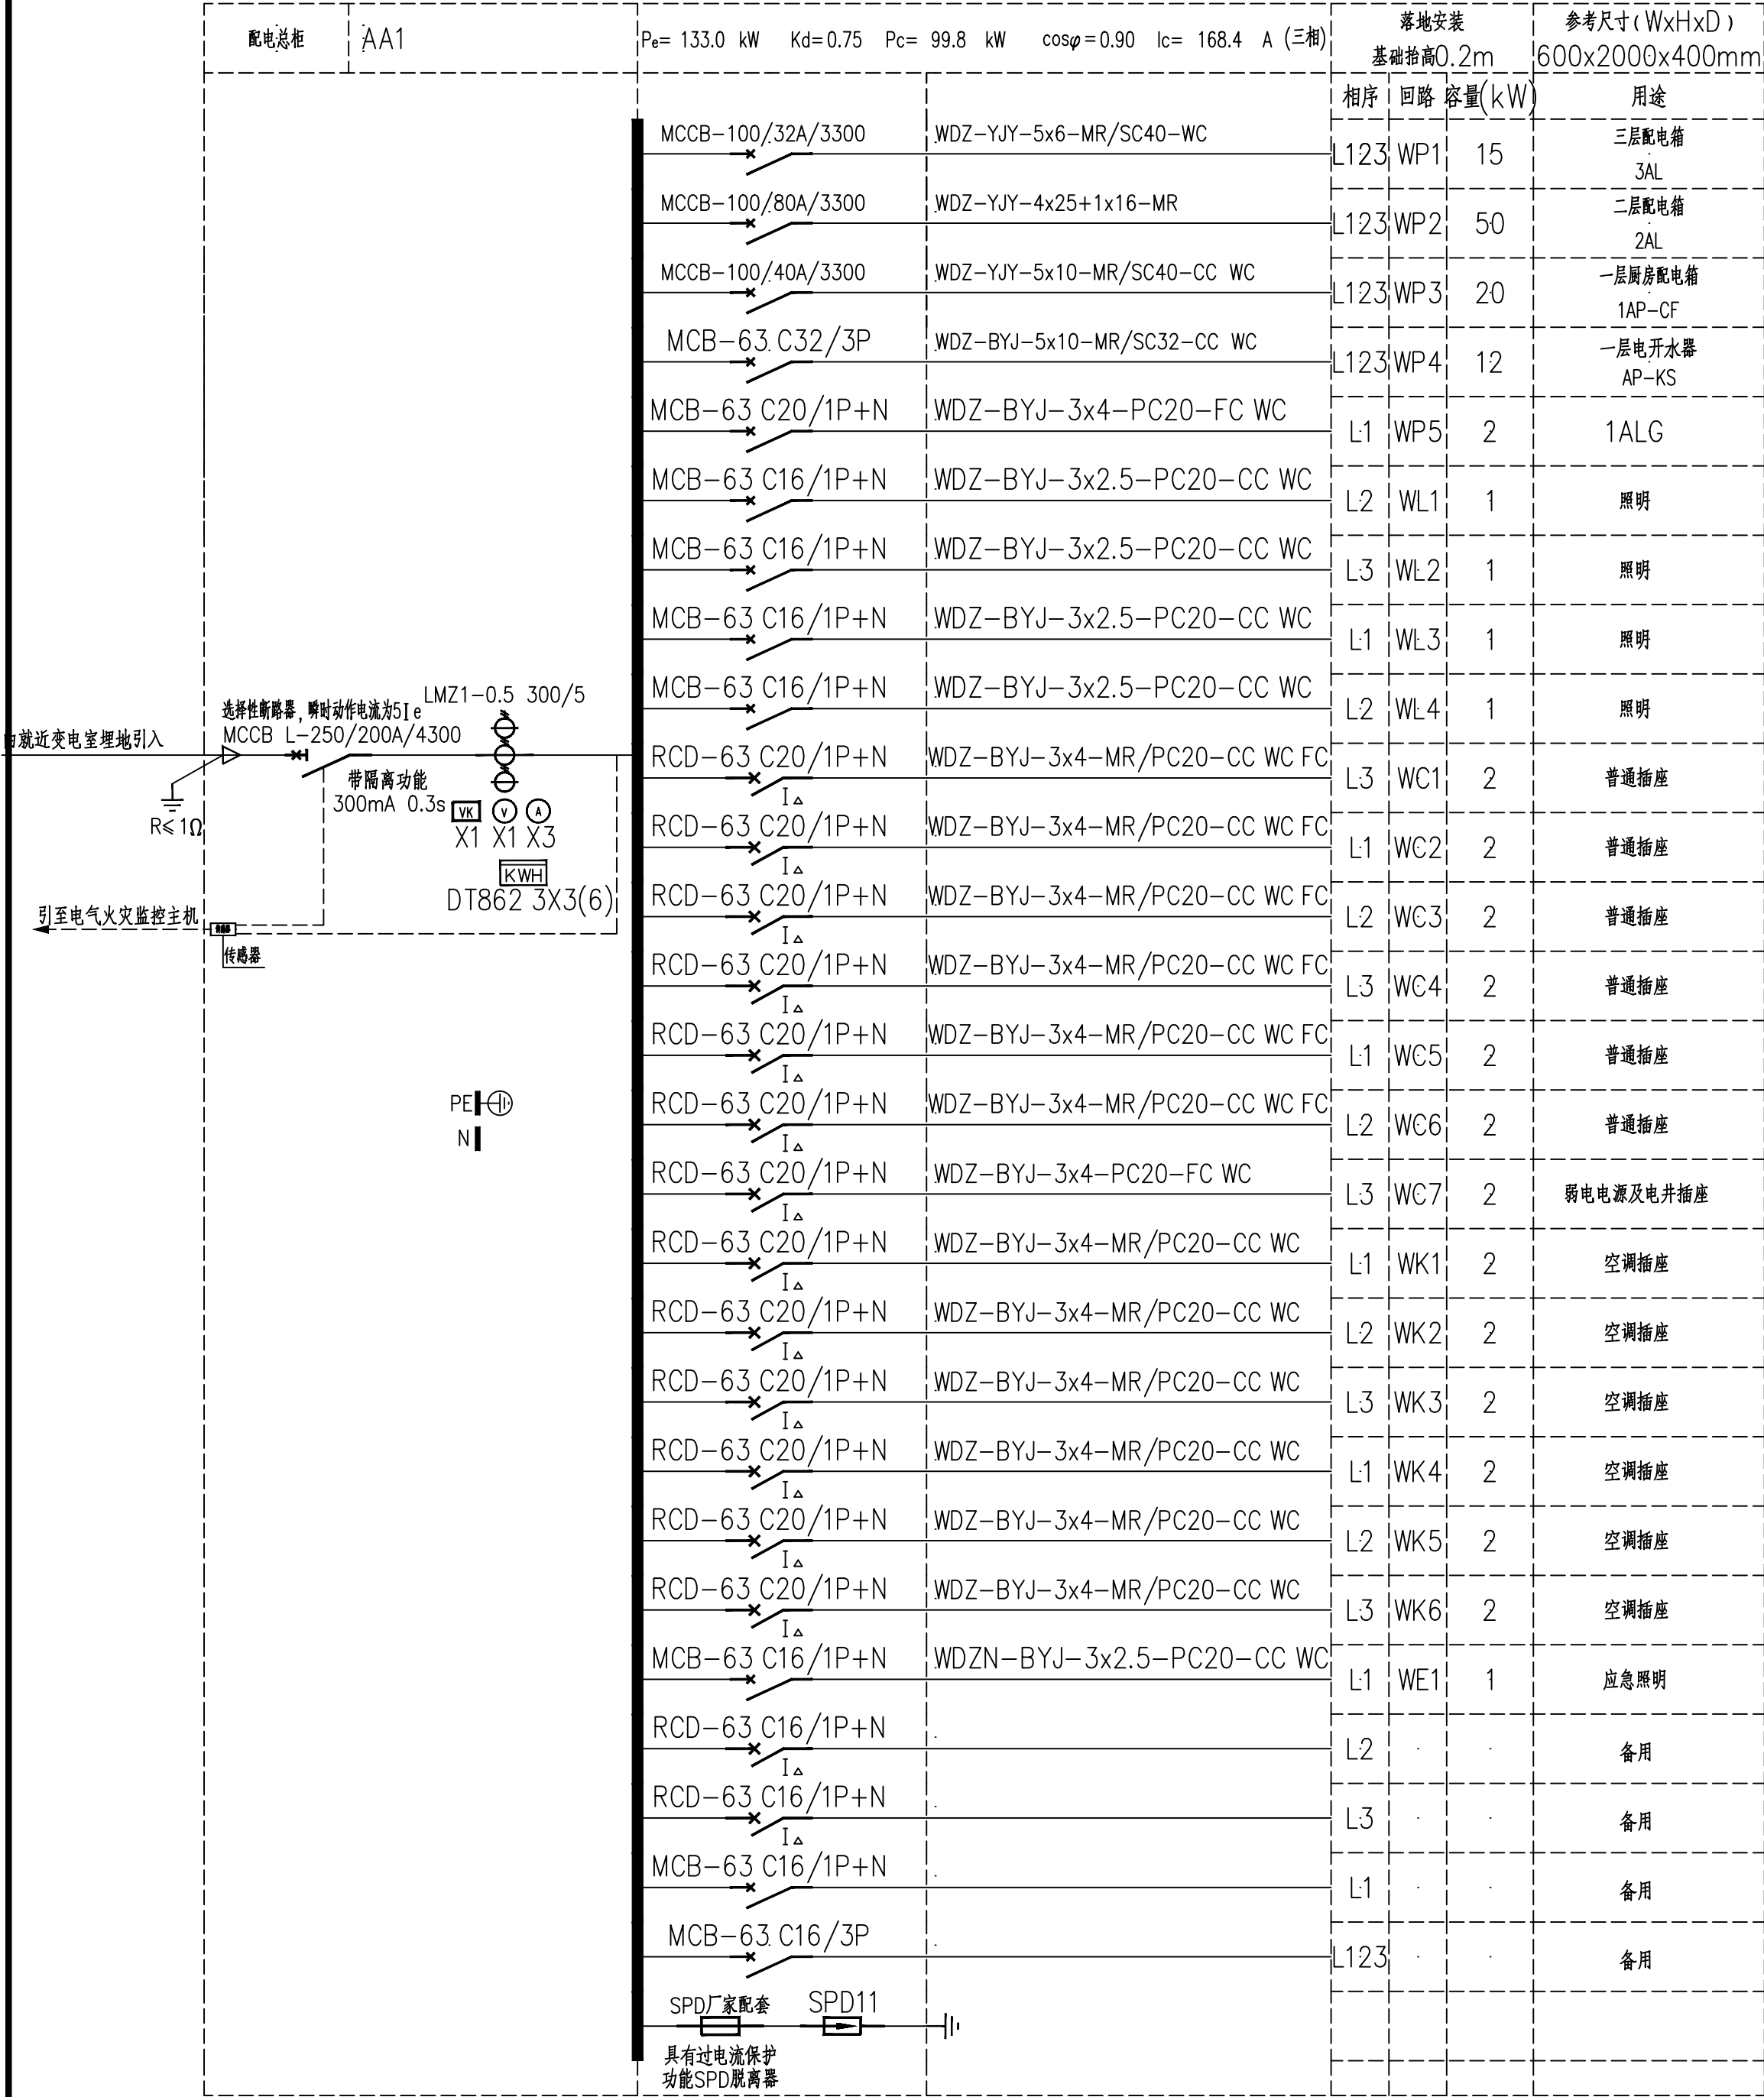 配电总柜 AA1 Pe= 133.0 kW Kd=0.75 Pc= 99.8 kW cosφ=0.90 Ic= 168.4 A (三相) 落地安装 参考尺寸(WxHxD)
基础抬高0.2m 600x2000x400mm
相序 回路 容量(kW) 用途
MCCB-100/32A/3300 WDZ-YJY-5x6-MR/SC40-WC L123 WP1 15 三层配电箱
3AL
MCCB-100/80A/3300 WDZ-YJY-4x25+1x16-MR L123 WP2 50 二层配电箱
2AL
MCCB-100/40A/3300 WDZ-YJY-5x10-MR/SC40-CC WC L123 WP3 20 一层厨房配电箱
1AP-CF
MCB-63 C32/3P WDZ-BYJ-5x10-MR/SC32-CC WC L123 WP4 12 一层电开水器
AP-KS
MCB-63 C20/1P+N WDZ-BYJ-3x4-PC20-FC WC L1 WP5 2 1ALG
MCB-63 C16/1P+N WDZ-BYJ-3x2.5-PC20-CC WC L2 WL1 1 照明
MCB-63 C16/1P+N WDZ-BYJ-3x2.5-PC20-CC WC L3 WL2 1 照明
MCB-63 C16/1P+N WDZ-BYJ-3x2.5-PC20-CC WC L1 WL3 1 照明
MCB-63 C16/1P+N WDZ-BYJ-3x2.5-PC20-CC WC L2 WL4 1 照明
LMZ1-0.5 300/5
选择性断路器,瞬时动作电流为5Ie
MCCB L-250/200A/4300
由就近变电室埋地引入
带隔离功能
300mA 0.3s
R≤1Ω
VK V A
X1 X1 X3
KWH
DT862 3X3(6)
引至电气火灾监控主机
传感器
PE
N
RCD-63 C20/1P+N WDZ-BYJ-3x4-MR/PC20-CC WC FC L3 WC1 2 普通插座
I△
RCD-63 C20/1P+N WDZ-BYJ-3x4-MR/PC20-CC WC FC L1 WC2 2 普通插座
I△
RCD-63 C20/1P+N WDZ-BYJ-3x4-MR/PC20-CC WC FC L2 WC3 2 普通插座
I△
RCD-63 C20/1P+N WDZ-BYJ-3x4-MR/PC20-CC WC FC L3 WC4 2 普通插座
I△
RCD-63 C20/1P+N WDZ-BYJ-3x4-MR/PC20-CC WC FC L1 WC5 2 普通插座
I△
RCD-63 C20/1P+N WDZ-BYJ-3x4-MR/PC20-CC WC FC L2 WC6 2 普通插座
I△
RCD-63 C20/1P+N WDZ-BYJ-3x4-PC20-FC WC L3 WC7 2 弱电电源及电井插座
I△
RCD-63 C20/1P+N WDZ-BYJ-3x4-MR/PC20-CC WC L1 WK1 2 空调插座
I△
RCD-63 C20/1P+N WDZ-BYJ-3x4-MR/PC20-CC WC L2 WK2 2 空调插座
I△
RCD-63 C20/1P+N WDZ-BYJ-3x4-MR/PC20-CC WC L3 WK3 2 空调插座
I△
RCD-63 C20/1P+N WDZ-BYJ-3x4-MR/PC20-CC WC L1 WK4 2 空调插座
I△
RCD-63 C20/1P+N WDZ-BYJ-3x4-MR/PC20-CC WC L2 WK5 2 空调插座
I△
RCD-63 C20/1P+N WDZ-BYJ-3x4-MR/PC20-CC WC L3 WK6 2 空调插座
I△
MCB-63 C16/1P+N WDZN-BYJ-3x2.5-PC20-CC WC L1 WE1 1 应急照明
RCD-63 C16/1P+N L2 备用
I△
RCD-63 C16/1P+N L3 备用
I△
MCB-63 C16/1P+N L1 备用
MCB-63 C16/3P L123 备用
SPD厂家配套 SPD11
具有过电流保护
功能SPD脱离器